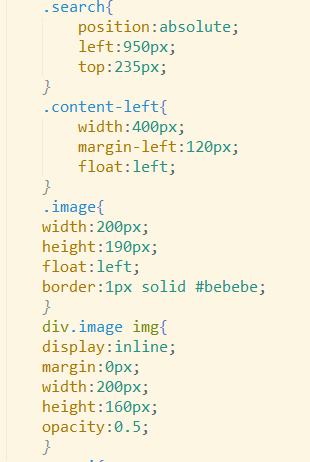 .search{
position:absolute;
left:950px;
top:235px;
}
.content-left{
width:400px;
margin-left:120px;
float:left;
}
.image{
width:200px;
height:190px;
float:left;
border:1px solid #bebebe;
}
div.image img{
display:inline;
margin:0px;
width:200px;
height:160px;
opacity:0.5;
}